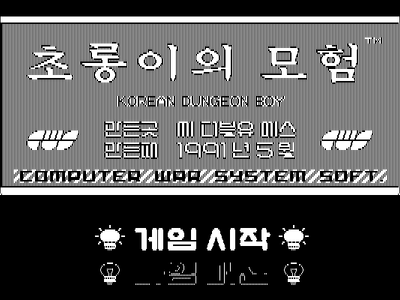 초롱이의 모험 ™
KOREAN DUNGEON BOY
만든곳 씨 더블유 에스
만든때 1991년 5월
COMPUTER WAR SYSTEM SOFT.
게임 시작